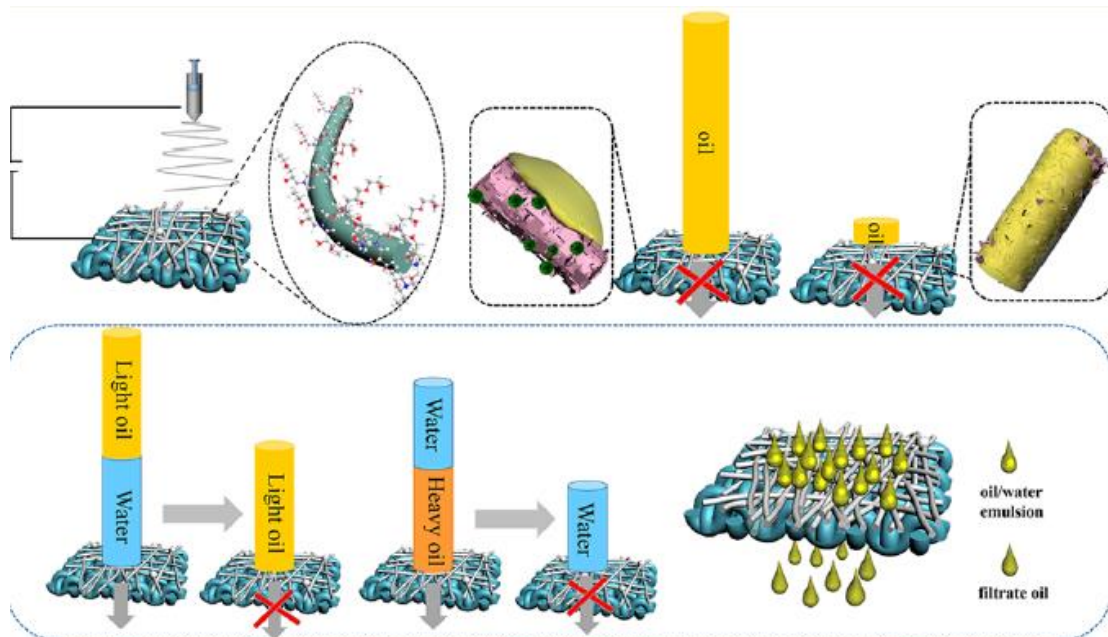 oil
oil
Light oil
Water
Light oil
Water
Heavy oil
Water
oil/water
emulsion
filtrate oil